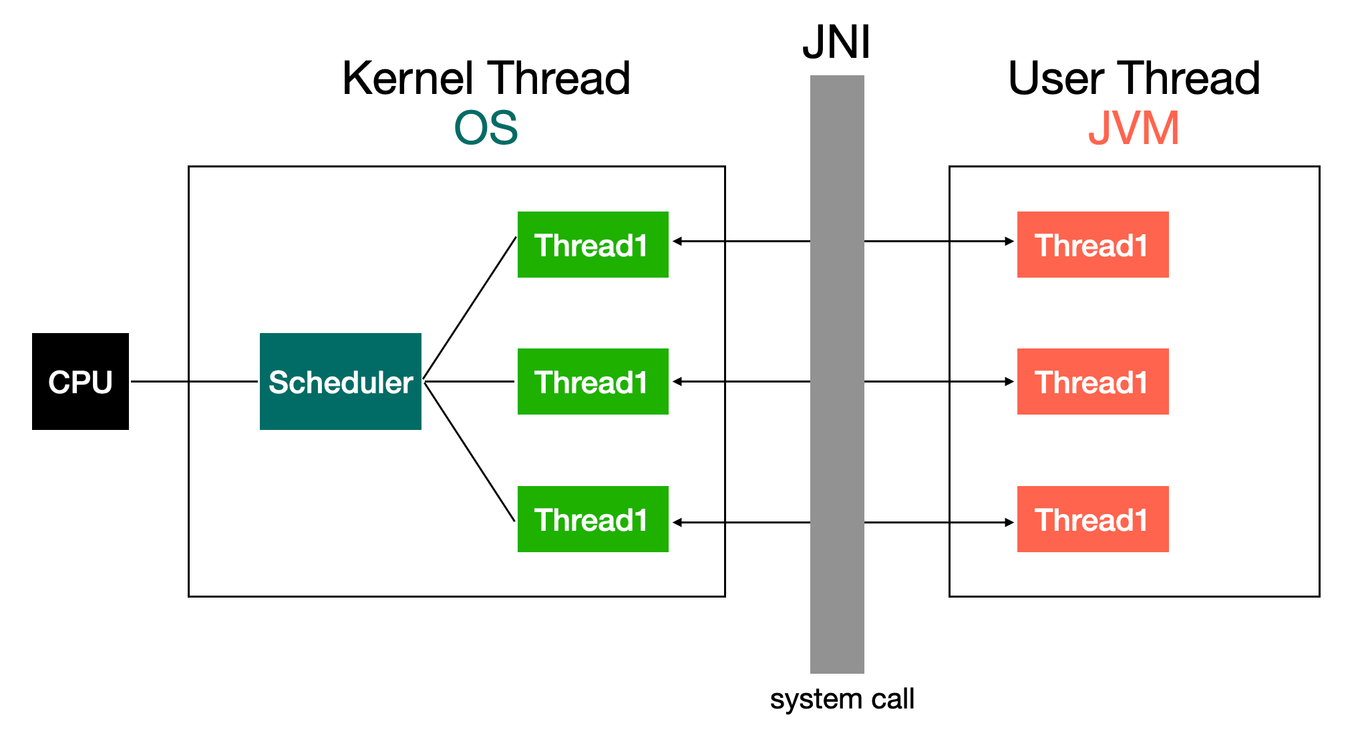 JNI
Kernel Thread
OS
User Thread
JVM
CPU
Scheduler
Thread1
Thread1
Thread1
Thread1
Thread1
Thread1
system call